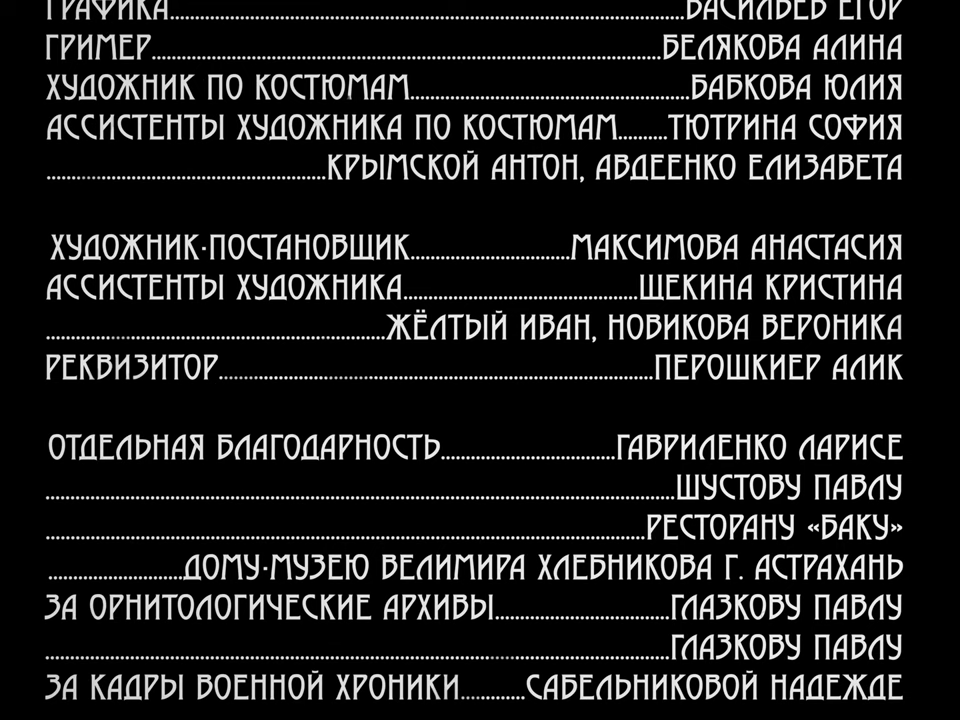 ГРАФИКА....................ВАСИЛЬЕВ ЕГОР
ГРИМЕР....................БЕЛЯКОВА АЛИНА
ХУДОЖНИК ПО КОСТЮМАМ....................БАБКОВА ЮЛИЯ
АССИСТЕНТЫ ХУДОЖНИКА ПО КОСТЮМАМ..........ТЮТРИНА СОФИЯ
....................КРЫМСКОЙ АНТОН, АВДЕЕНКО ЕЛИЗАВЕТА
ХУДОЖНИК-ПОСТАНОВЩИК....................МАКСИМОВА АНАСТАСИЯ
АССИСТЕНТЫ ХУДОЖНИКА....................ЩЕКИНА КРИСТИНА
....................ЖЁЛТЫЙ ИВАН, НОВИКОВА ВЕРОНИКА
РЕКВИЗИТОР....................ПЕРОШКИЕР АЛИК
ОТДЕЛЬНАЯ БЛАГОДАРНОСТЬ....................ГАВРИЛЕНКО ЛАРИСЕ
....................ШУСТОВУ ПАВЛУ
....................РЕСТОРАНУ «БАКУ»
....................ДОМУ-МУЗЕЮ ВЕЛИМИРА ХЛЕБНИКОВА Г. АСТРАХАНЬ
ЗА ОРНИТОЛОГИЧЕСКИЕ АРХИВЫ....................ГЛАЗКОВУ ПАВЛУ
....................ГЛАЗКОВУ ПАВЛУ
ЗА КАДРЫ ВОЕННОЙ ХРОНИКИ.............САБЕЛЬНИКОВОЙ НАДЕЖДЕ